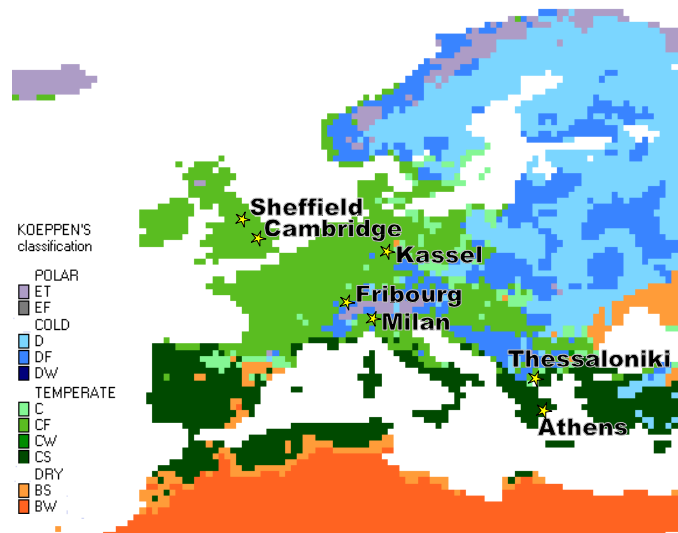 Sheffield
Cambridge
Kassel
Fribourg
Milan
Thessaloniki
Athens
KOEPPEN'S
classification
POLAR
ET
EF
COLD
D
DF
DW
TEMPERATE
C
CF
CW
CS
DRY
BS
BW